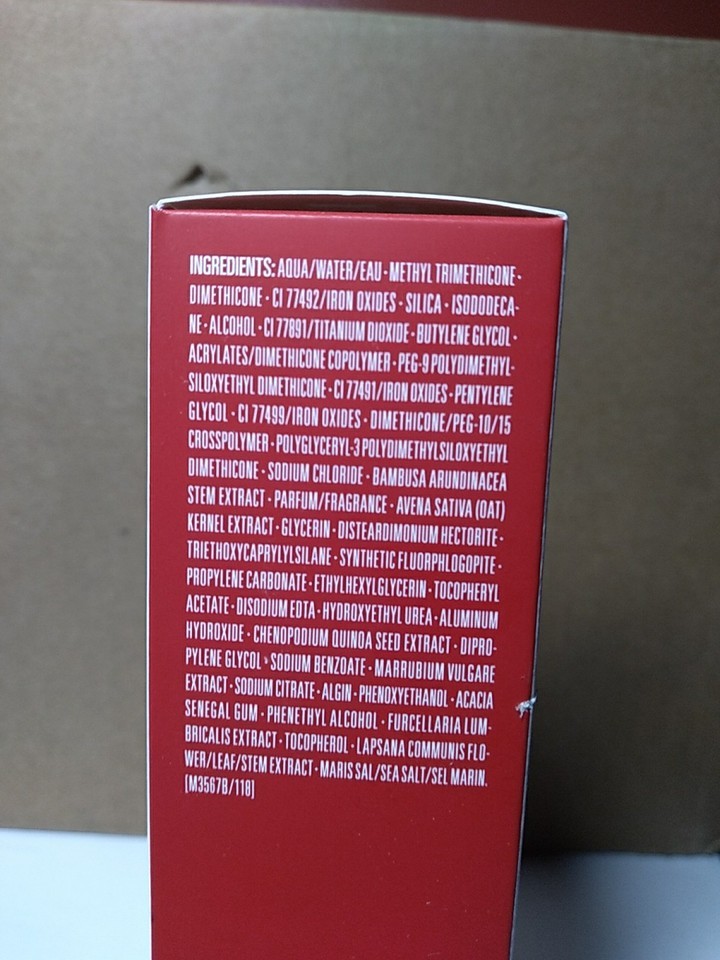 INGREDIENTS: AQUA/WATER/EAU · METHYL TRIMETHICONE ·
DIMETHICONE · CI 77492/IRON OXIDES · SILICA · ISODODECA-
NE · ALCOHOL · CI 77891/TITANIUM DIOXIDE · BUTYLENE GLYCOL ·
ACRYLATES/DIMETHICONE COPOLYMER · PEG-9 POLYDIMETHYL-
SILOXYETHYL DIMETHICONE · CI 77491/IRON OXIDES · PENTYLENE
GLYCOL · CI 77499/IRON OXIDES · DIMETHICONE/PEG-10/15
CROSSPOLYMER · POLYGLYCERYL-3 POLYDIMETHYLSILOXYETHYL
DIMETHICONE · SODIUM CHLORIDE · BAMBUSA ARUNDINACEA
STEM EXTRACT · PARFUM/FRAGRANCE · AVENA SATIVA (OAT)
KERNEL EXTRACT · GLYCERIN · DISTEARDIMONIUM HECTORITE ·
TRIETHOXYCAPRYLYLSILANE · SYNTHETIC FLUORPHLOGOPITE ·
PROPYLENE CARBONATE · ETHYLHEXYLGLYCERIN · TOCOPHERYL
ACETATE · DISODIUM EDTA · HYDROXYETHYL UREA · ALUMINUM
HYDROXIDE · CHENOPODIUM QUINOA SEED EXTRACT · DIPRO-
PYLENE GLYCOL · SODIUM BENZOATE · MARRUBIUM VULGARE
EXTRACT · SODIUM CITRATE · ALGIN · PHENOXYETHANOL · ACACIA
SENEGAL GUM · PHENETHYL ALCOHOL · FURCELLARIA LUM-
BRICALIS EXTRACT · TOCOPHEROL · LAPSANA COMMUNIS FLO-
WER/LEAF/STEM EXTRACT · MARIS SAL/SEA SALT/SEL MARIN.
[M3567B/118]